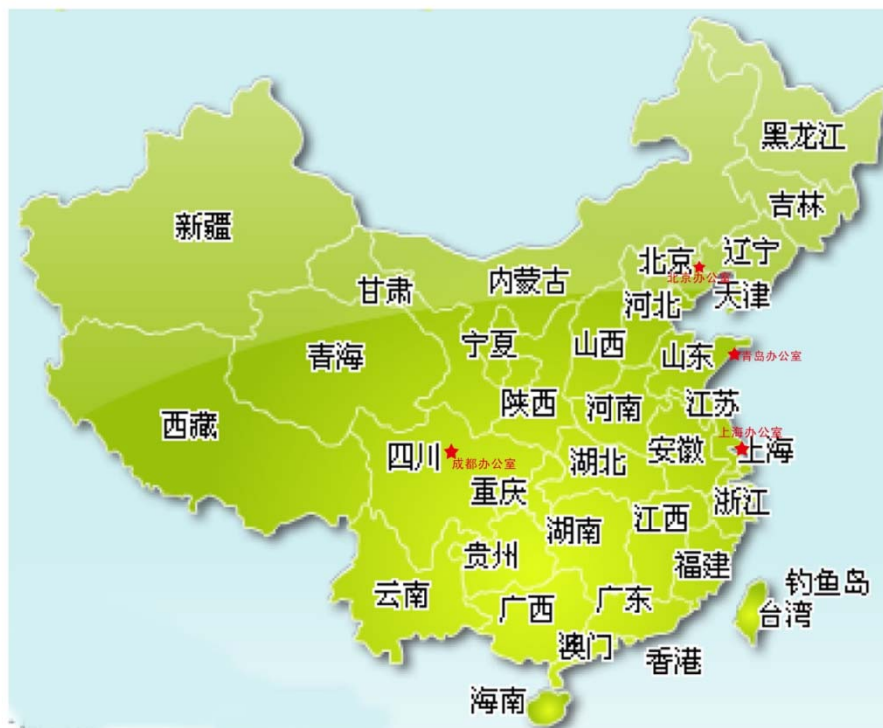 黑龙江
吉林
新疆
辽宁
北京
北京办公室
内蒙古
甘肃
天津
河北
宁夏
山西
青海
山东
青岛办公室
陕西
河南
江苏
西藏
上海办公室
四川
成都办公室
湖北
安徽
上海
重庆
浙江
江西
湖南
贵州
福建
钓鱼岛
云南
广西
广东
台湾
澳门
香港
海南